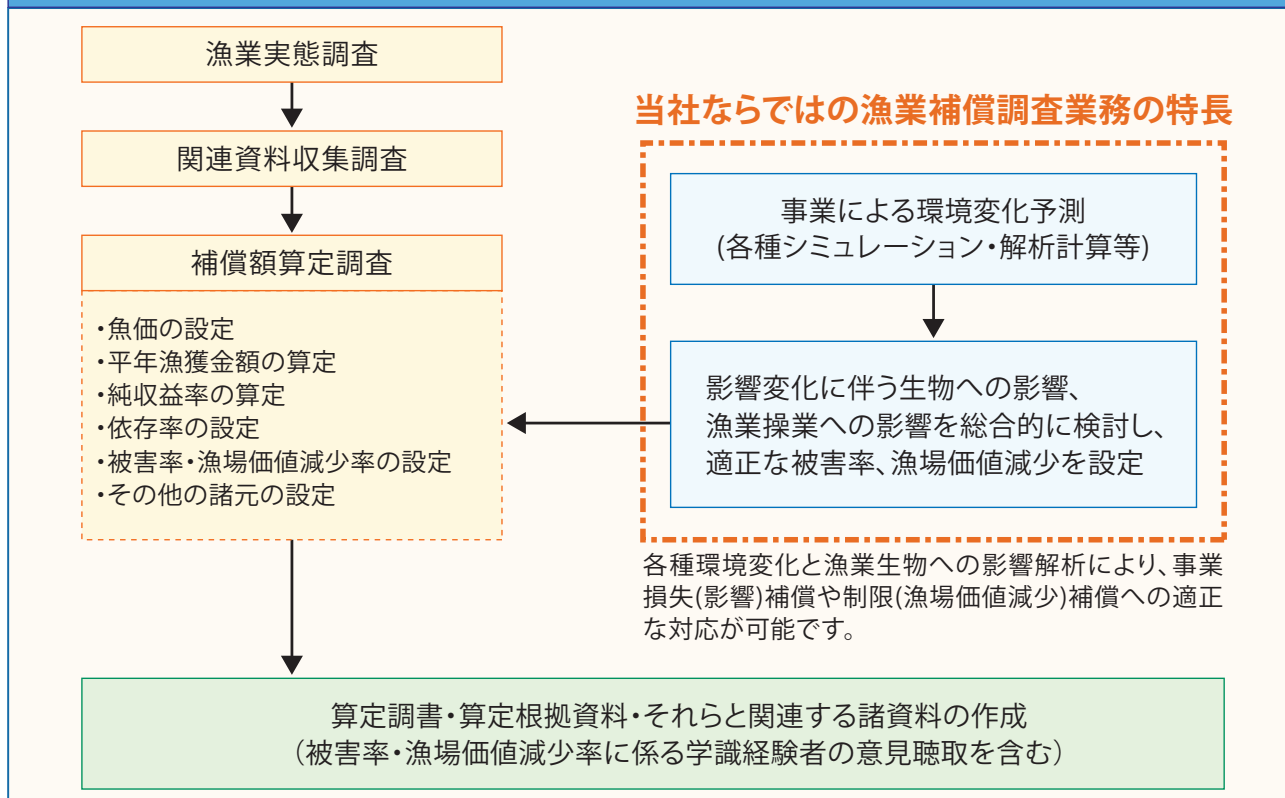 漁業実態調査
関連資料収集調査
補償額算定調査
・魚価の設定
・平年漁獲金額の算定
・純収益率の算定
・依存率の設定
・被害率・漁場価値減少率の設定
・その他の諸元の設定
当社ならではの漁業補償調査業務の特長
事業による環境変化予測
(各種シミュレーション・解析計算等)
影響変化に伴う生物への影響、
漁業操業への影響を総合的に検討し、
適正な被害率、漁場価値減少を設定
各種環境変化と漁業生物への影響解析により、事業
損失(影響)補償や制限(漁場価値減少)補償への適正
な対応が可能です。
算定調書・算定根拠資料・それらと関連する諸資料の作成
（被害率・漁場価値減少率に係る学識経験者の意見聴取を含む）